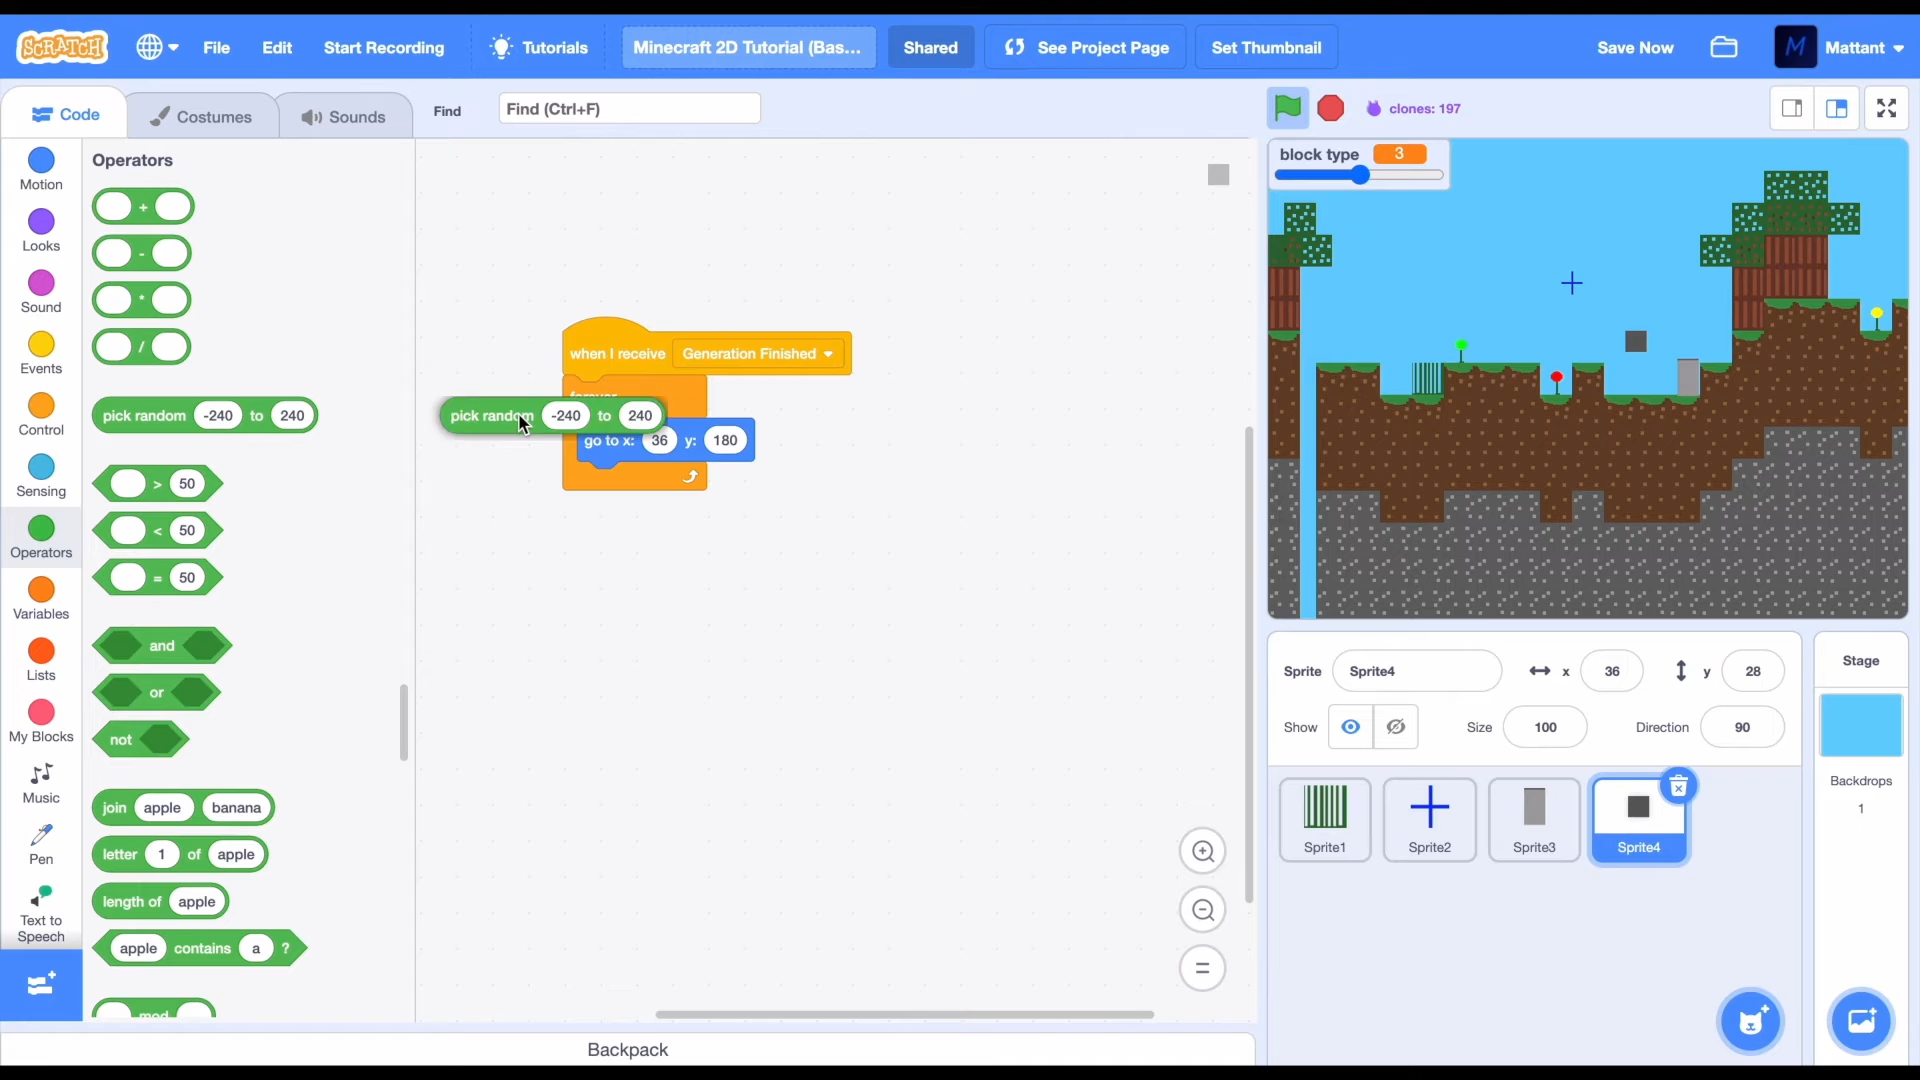 SCRATCH File Edit Start Recording Tutorials Minecraft 2D Tutorial (Bas... Shared See Project Page Set Thumbnail Save Now M Mattant
Code Costumes Sounds Find Find (Ctrl+F) clones: 197
Motion
Looks
Sound
Events
Control
Sensing
Operators
Variables
Lists
My Blocks
Music
Pen
Text to
Speech
Operators
+
-
*
/
pick random -240 to 240
> 50
< 50
= 50
and
or
not
join apple banana
letter 1 of apple
length of apple
apple contains a ?
mod
when I receive Generation Finished
forever
pick random -240 to 240
go to x: 36 y: 180
Backpack
block type 3
Sprite Sprite4 x 36 y 28
Show Size 100 Direction 90
Sprite1 Sprite2 Sprite3 Sprite4
Stage
Backdrops
1